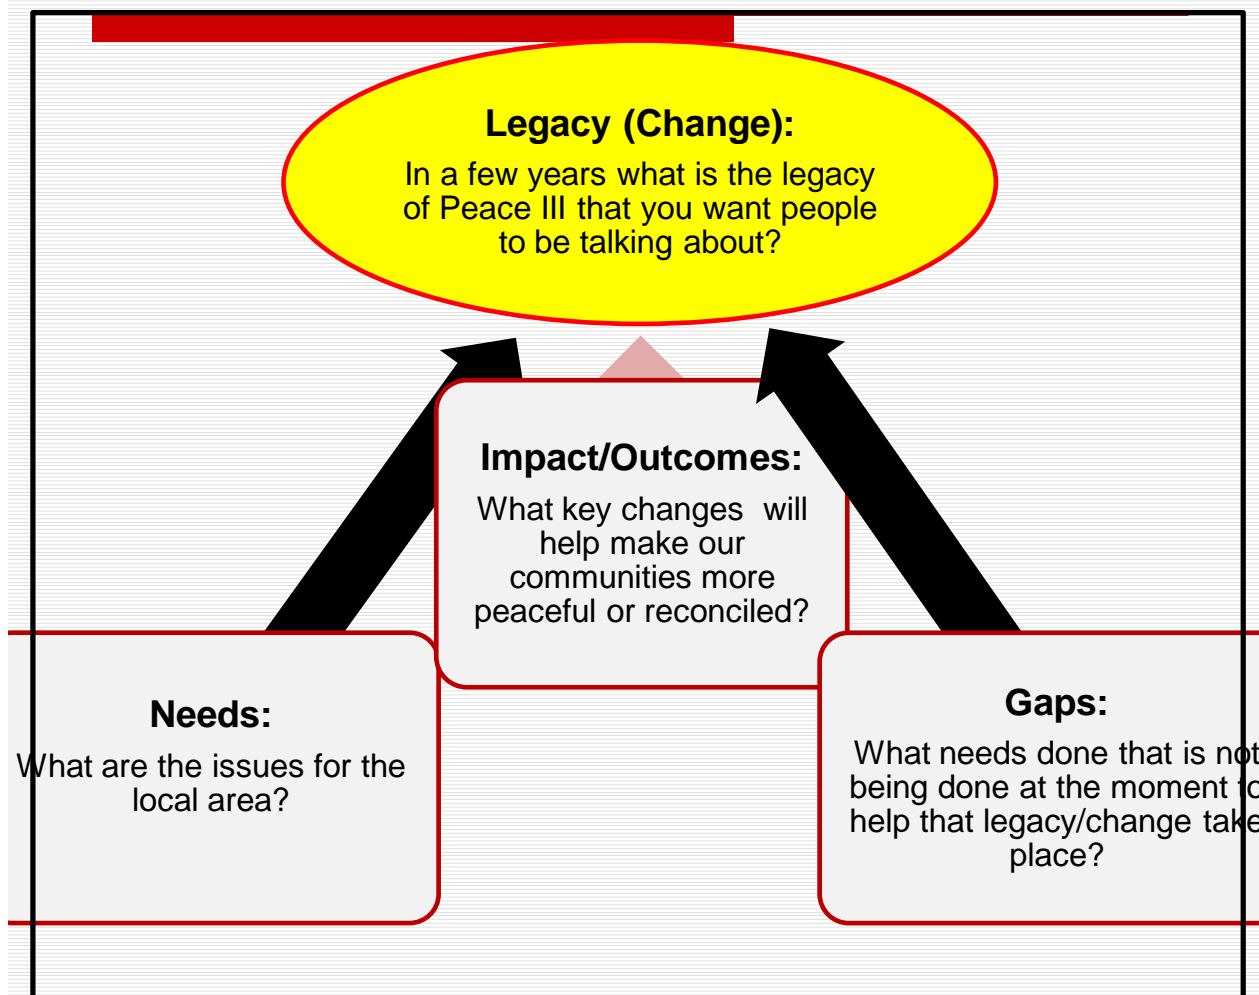 Legacy (Change):
In a few years what is the legacy
of Peace III that you want people
to be talking about?
Impact/Outcomes:
What key changes  will
help make our
communities more
peaceful or reconciled?
Needs:
What are the issues for the
local area?
Gaps:
What needs done that is not
being done at the moment to
help that legacy/change take
place?